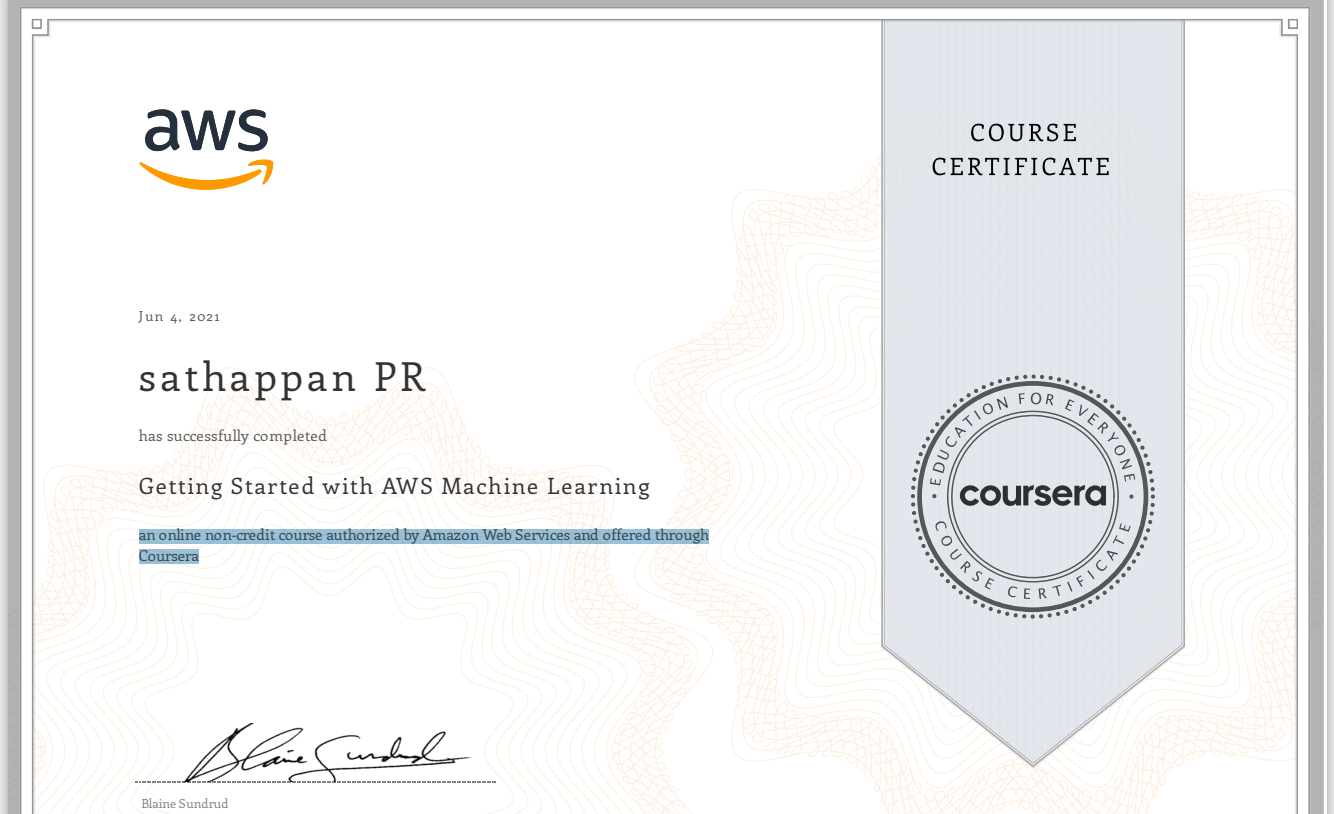 aws
COURSE
CERTIFICATE
Jun 4, 2021
sathappan PR
has successfully completed
Getting Started with AWS Machine Learning
an online non-credit course authorized by Amazon Web Services and offered through
Coursera
EDUCATION FOR EVERYONE
coursera
COURSE CERTIFICATE
Blaine Sundrud
Blaine Sundrud